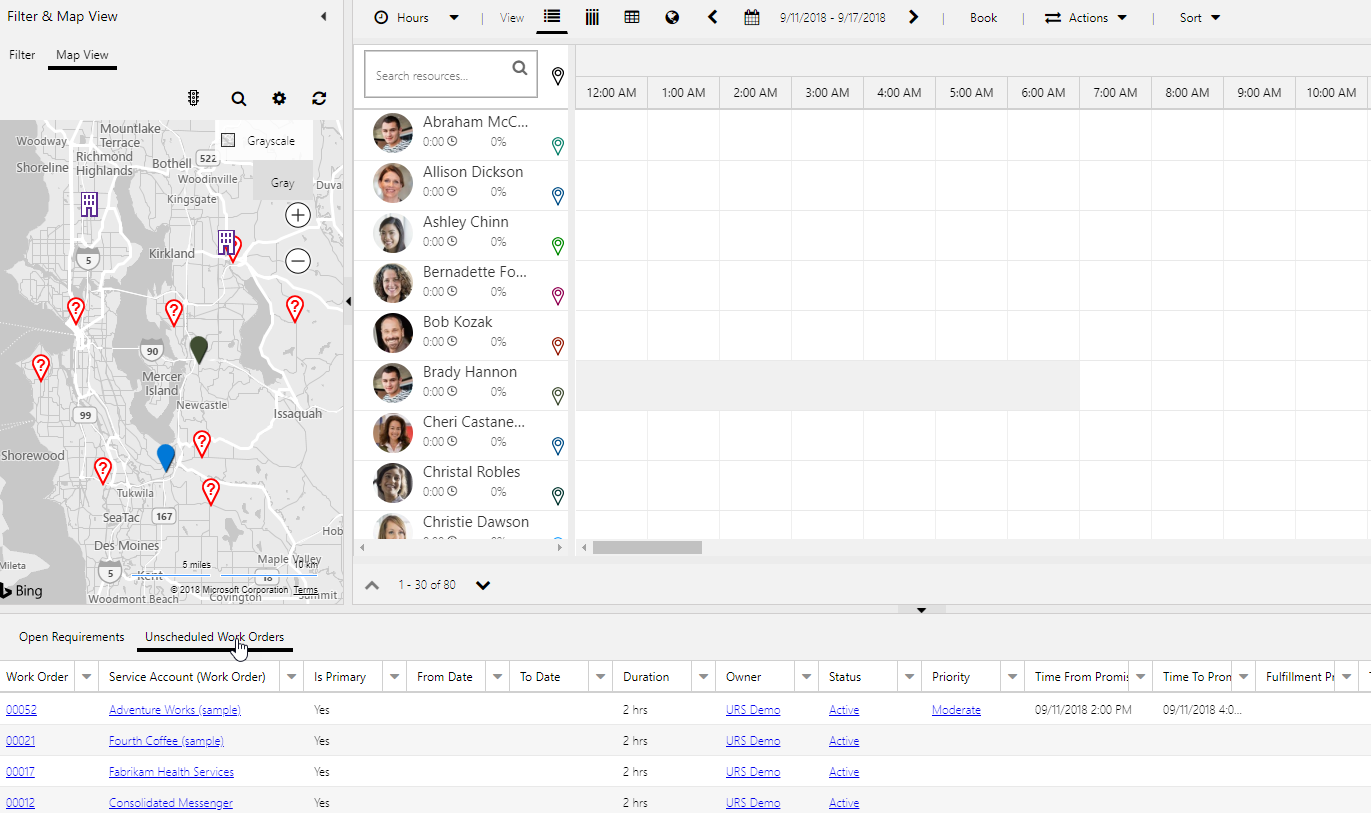 Filter & Map View
Filter Map View
Grayscale
Gray
Mountlake
Terrace
Woodway
Richmond
Highlands
Shoreline
Bothell
522
Woodinville
Kingsgate
Duva
5
Kirkland
90
Mercer
Island
Newcastle
99
Issaquah
Shorewood
Tukwila
SeaTac
167
Hob
Des Moines
Maple Valley
Mileta
5
Kent
5 miles
10 km
18
Bing
© 2018 Microsoft Corporation Terms
Woodmont Beach
Covington
Summit
Hours | View 9/11/2018 - 9/17/2018 | Book | Actions | Sort
Search resources...
12:00 AM 1:00 AM 2:00 AM 3:00 AM 4:00 AM 5:00 AM 6:00 AM 7:00 AM 8:00 AM 9:00 AM 10:00 AM
Abraham McC...
0:00 0%
Allison Dickson
0:00 0%
Ashley Chinn
0:00 0%
Bernadette Fo...
0:00 0%
Bob Kozak
0:00 0%
Brady Hannon
0:00 0%
Cheri Castane...
0:00 0%
Christal Robles
0:00 0%
Christie Dawson
1 - 30 of 80
Open Requirements Unscheduled Work Orders
Work Order Service Account (Work Order) Is Primary From Date To Date Duration Owner Status Priority Time From Promis Time To Prom Fulfillment Pr
00052 Adventure Works (sample) Yes 2 hrs URS Demo Active Moderate 09/11/2018 2:00 PM 09/11/2018 4:0...
00021 Fourth Coffee (sample) Yes 2 hrs URS Demo Active
00017 Fabrikam Health Services Yes 2 hrs URS Demo Active
00012 Consolidated Messenger Yes 2 hrs URS Demo Active